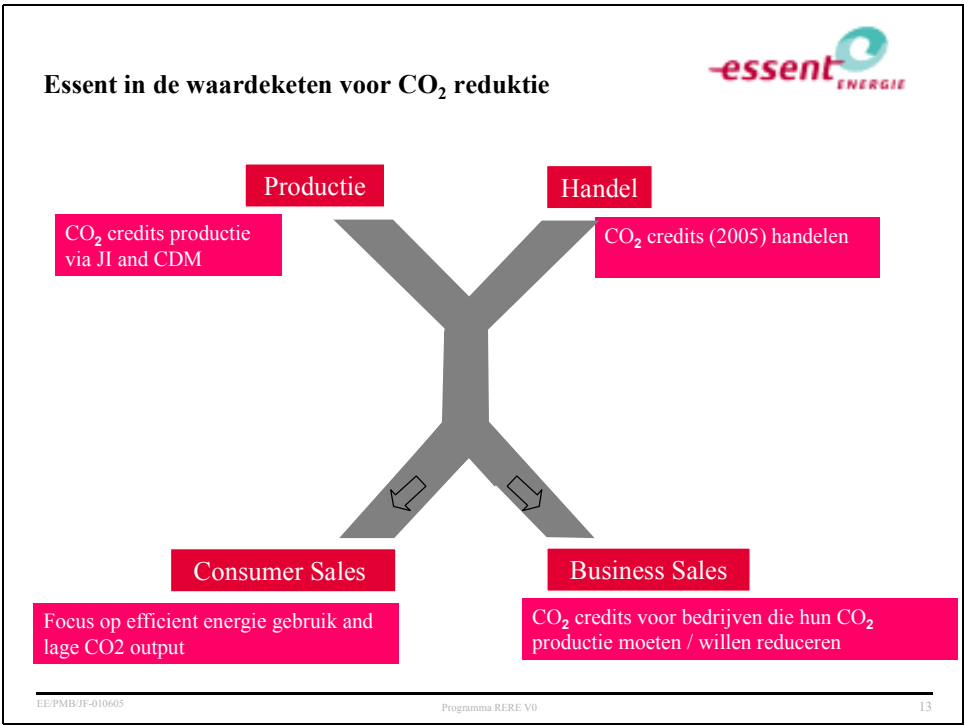 Essent in de waardeketen voor CO₂ reduktie
essent
ENERGIE
Productie
Handel
CO₂ credits productie
via JI and CDM
CO₂ credits (2005) handelen
Consumer Sales
Business Sales
Focus op efficient energie gebruik and
lage CO2 output
CO₂ credits voor bedrijven die hun CO₂
productie moeten / willen reduceren
EE/PMB/JF-010605
Programma RERE V0
13